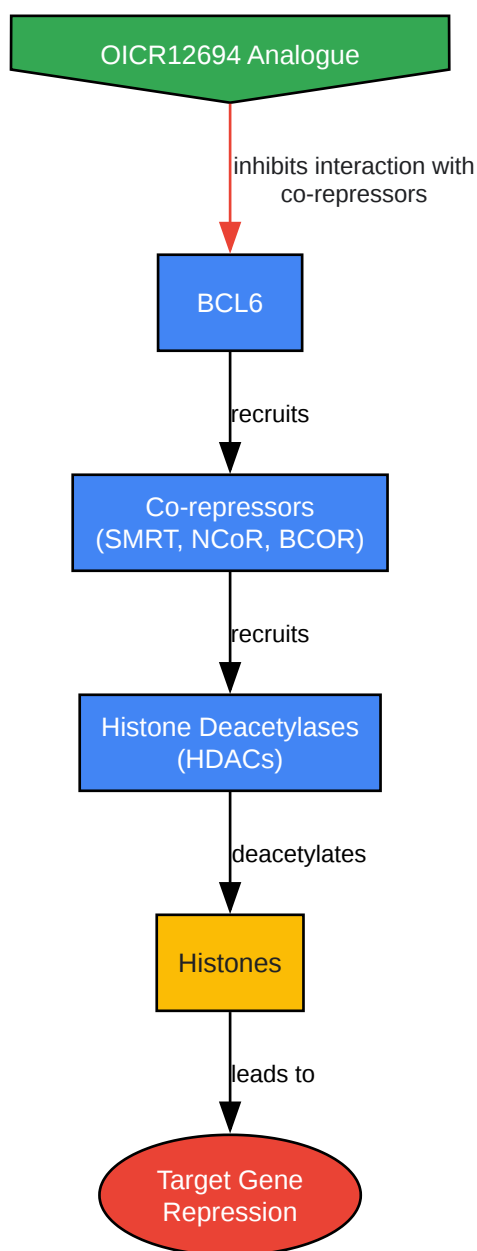 OICR12694 Analogue
inhibits interaction with
co-repressors
BCL6
recruits
Co-repressors
(SMRT, NCoR, BCOR)
recruits
Histone Deacetylases
(HDACs)
deacetylates
Histones
leads to
Target Gene
Repression